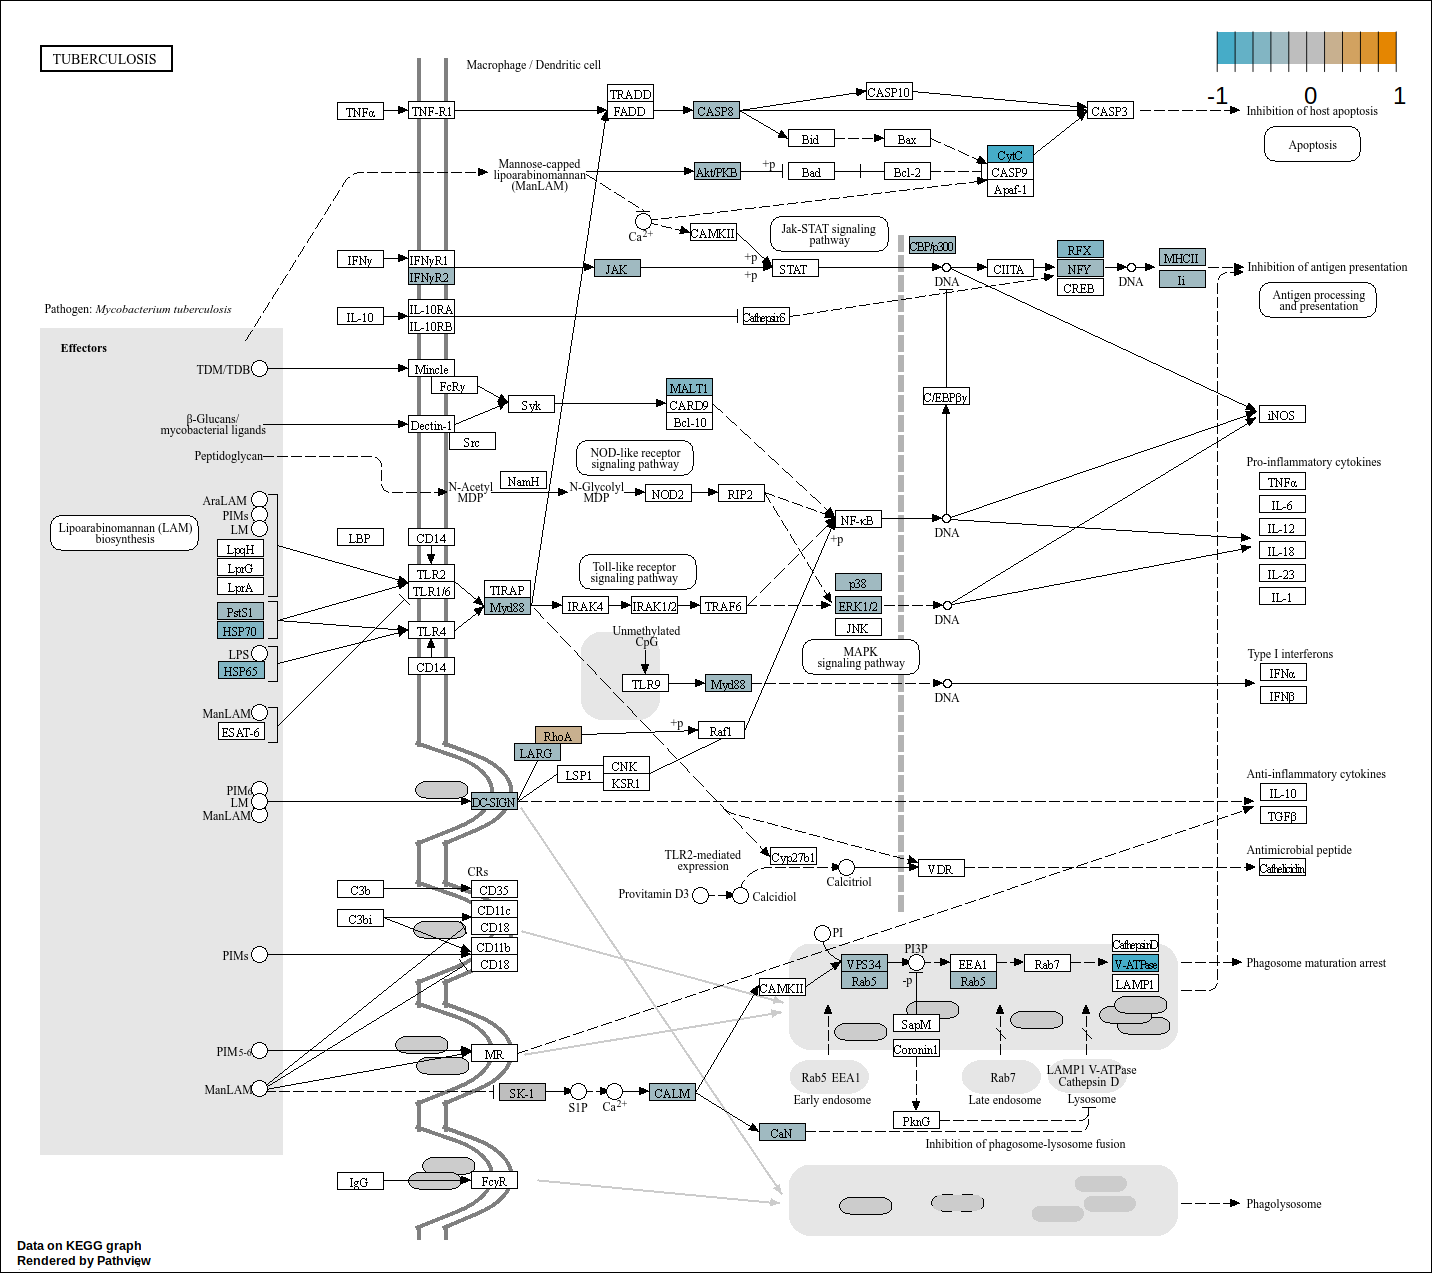 TUBERCULOSIS
Macrophage / Dendritic cell
-1 0 1
TRADD
CASP10
TNFα TNF-R1 FADD CASP8 CASP3 Inhibition of host apoptosis
Bid Bax Apoptosis
CytC
Mannose-capped
lipoarabinomannan
(ManLAM)
Akt/PKB +p Bad Bcl-2 CASP9
Apaf-1
Ca2+ CAMKII
Jak-STAT signaling
pathway
CBP/p300 RFX MHCII
IFNγ IFNγR1 +p
IFNγR2 JAK +p STAT DNA CIITA NFY DNA Ii Inhibition of antigen presentation
CREB
Antigen processing
and presentation
Pathogen: Mycobacterium tuberculosis
IL-10 IL-10RA
IL-10RB CathepsinS
Effectors
TDM/TDB Mincle
FcRγ MALT1
Syk CARD9 C/EBPβγ
Bcl-10 iNOS
β-Glucans/
mycobacterial ligands
Dectin-1
Src
Peptidoglycan
NOD-like receptor
signaling pathway
Pro-inflammatory cytokines
TNFα
IL-6
IL-12
IL-18
IL-23
IL-1
N-Acetyl
MDP
NamH
N-Glycolyl
MDP
NOD2 RIP2
NF-κB
+p
DNA
AraLAM
PIMs
LM
Lipoarabinomannan (LAM)
biosynthesis
LpqH
LprG
LprA
LBP CD14
TLR2
TLR1/6
TIRAP
Myd88
Toll-like receptor
signaling pathway
IRAK4 IRAK1/2 TRAF6
p38
ERK1/2
JNK
DNA
PstS1
HSP70
TLR4
Unmethylated
CpG
MAPK
signaling pathway
LPS
HSP65
CD14
TLR9 Myd88 DNA
Type I interferons
IFNα
IFNβ
ManLAM
ESAT-6
RhoA +p Raf1
LARG
LSP1 CNK
KSR1
Anti-inflammatory cytokines
IL-10
TGFβ
PIM6
LM
ManLAM
DC-SIGN
TLR2-mediated
expression
Cyp27b1
Antimicrobial peptide
Cathelicidin
VDR
Calcitriol
Provitamin D3 Calcidiol
CRs
C3b CD35
C3bi CD11c
CD18
CD11b
CD18
PIMs
PI
PI3P
CathepsinD
VPS34 EEA1 Rab7 V-ATPase Phagosome maturation arrest
Rab5 -p Rab5 LAMP1
CAMKII
SapM
Coronin1
PIM5-6 MR
ManLAM
Rab5 EEA1
Early endosome
Rab7
Late endosome
LAMP1 V-ATPase
Cathepsin D
Lysosome
SK-1 S1P Ca2+ CALM
PknG
CaN
Inhibition of phagosome-lysosome fusion
IgG FcγR
Phagolysosome
Data on KEGG graph
Rendered by Pathview